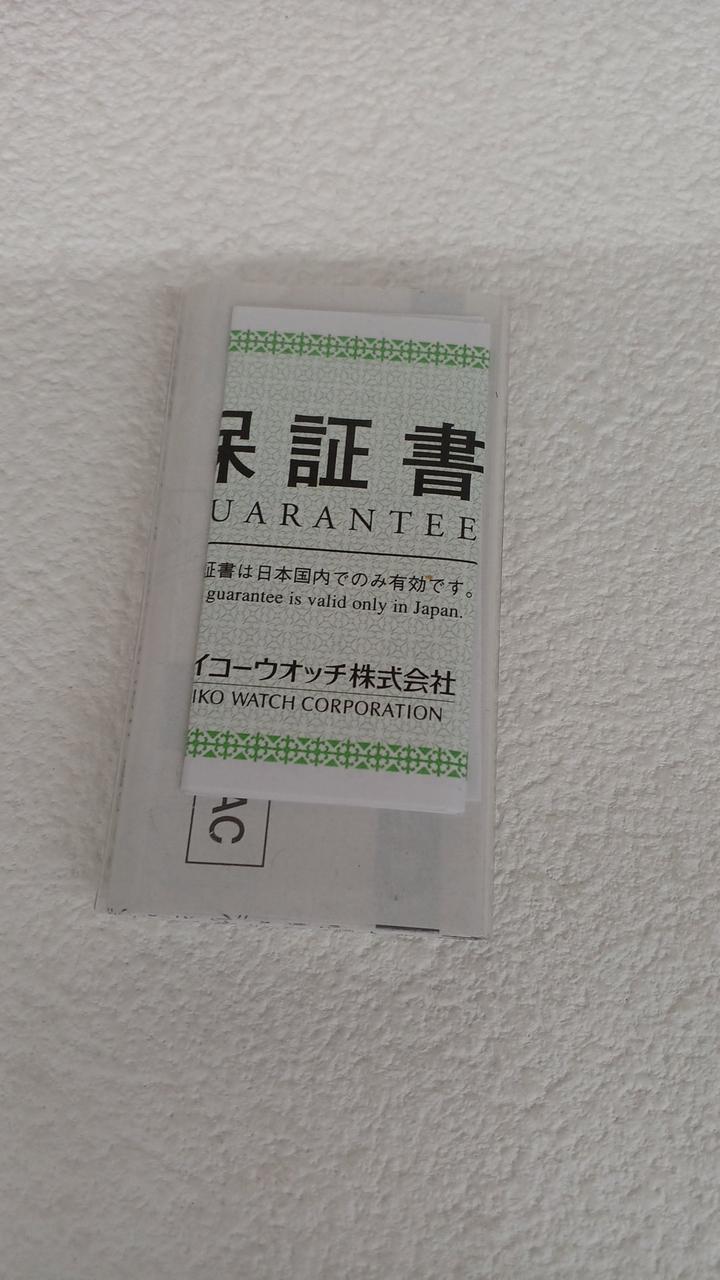 保証書
UARANTEE
証書は日本国内でのみ有効です。
guarantee is valid only in Japan.
イコーウオッチ株式会社
IKO WATCH CORPORATION
AC